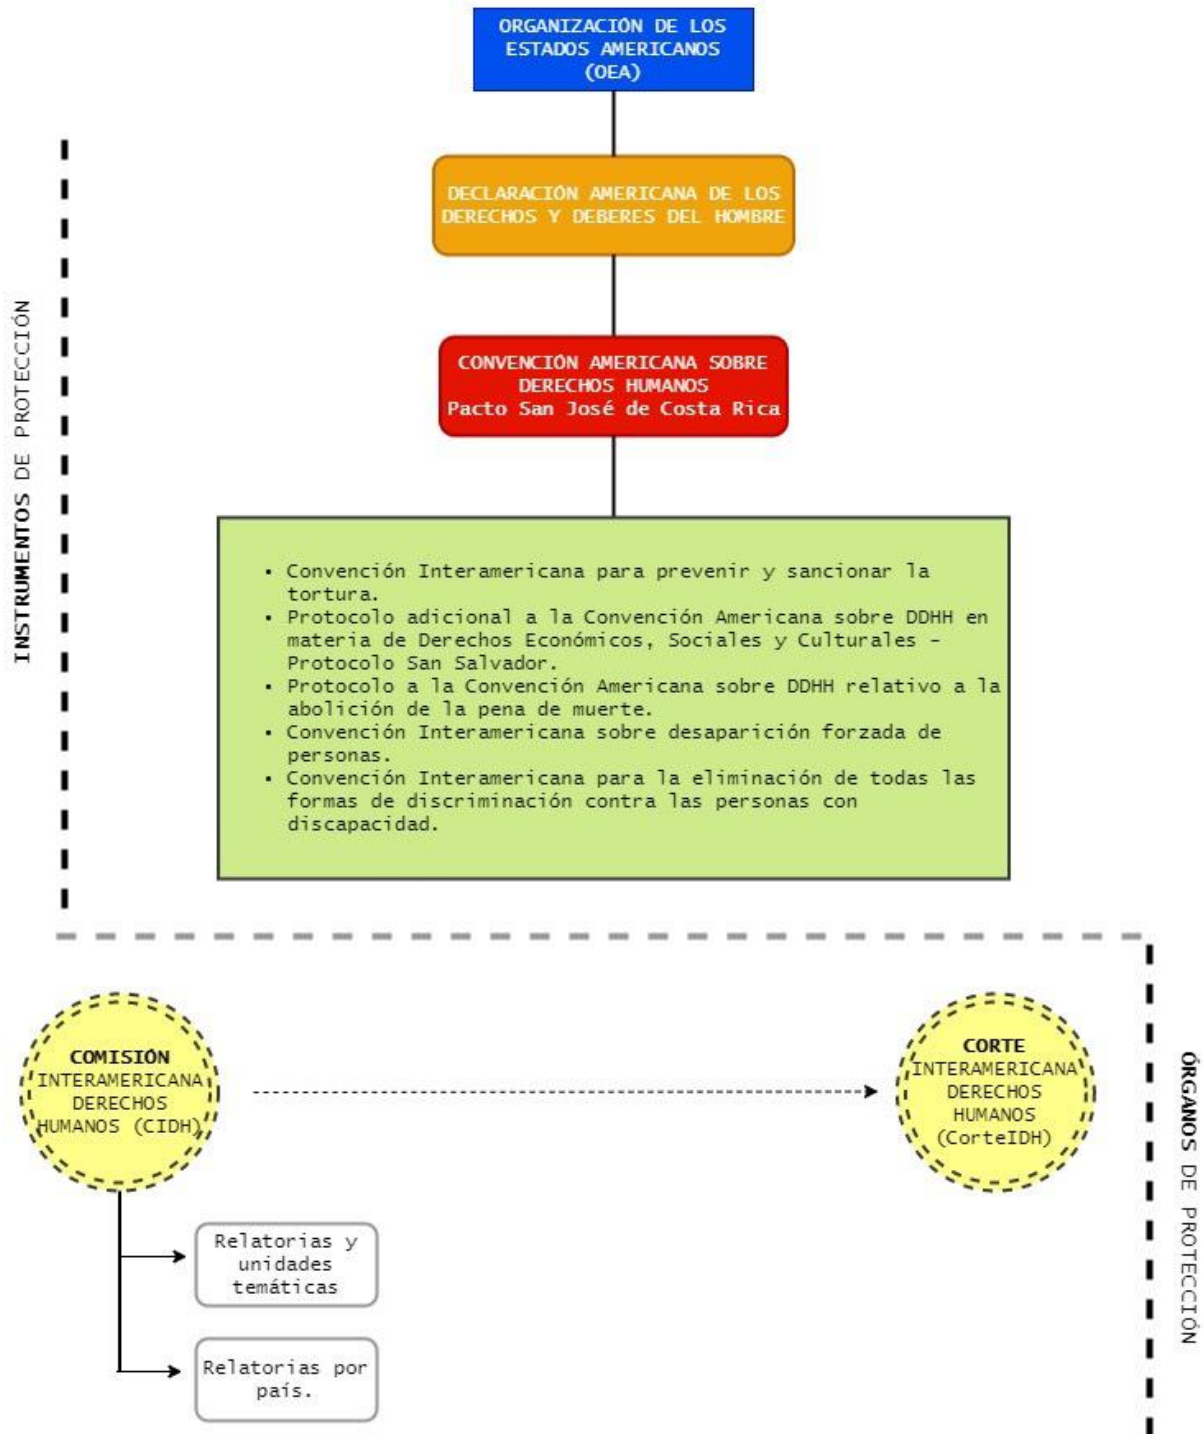 ORGANIZACIÓN DE LOS
ESTADOS AMERICANOS
(OEA)
DECLARACIÓN AMERICANA DE LOS
DERECHOS Y DEBERES DEL HOMBRE
CONVENCIÓN AMERICANA SOBRE
DERECHOS HUMANOS
Pacto San José de Costa Rica
INSTRUMENTOS DE PROTECCIÓN
• Convención Interamericana para prevenir y sancionar la
tortura.
• Protocolo adicional a la Convención Americana sobre DDHH en
materia de Derechos Económicos, Sociales y Culturales –
Protocolo San Salvador.
• Protocolo a la Convención Americana sobre DDHH relativo a la
abolición de la pena de muerte.
• Convención Interamericana sobre desaparición forzada de
personas.
• Convención Interamericana para la eliminación de todas las
formas de discriminación contra las personas con
discapacidad.
COMISIÓN
INTERAMERICANA
DERECHOS
HUMANOS (CIDH)
CORTE
INTERAMERICANA
DERECHOS
HUMANOS
(CorteIDH)
ÓRGANOS DE PROTECCIÓN
Relatorias y
unidades
temáticas
Relatorias por
país.